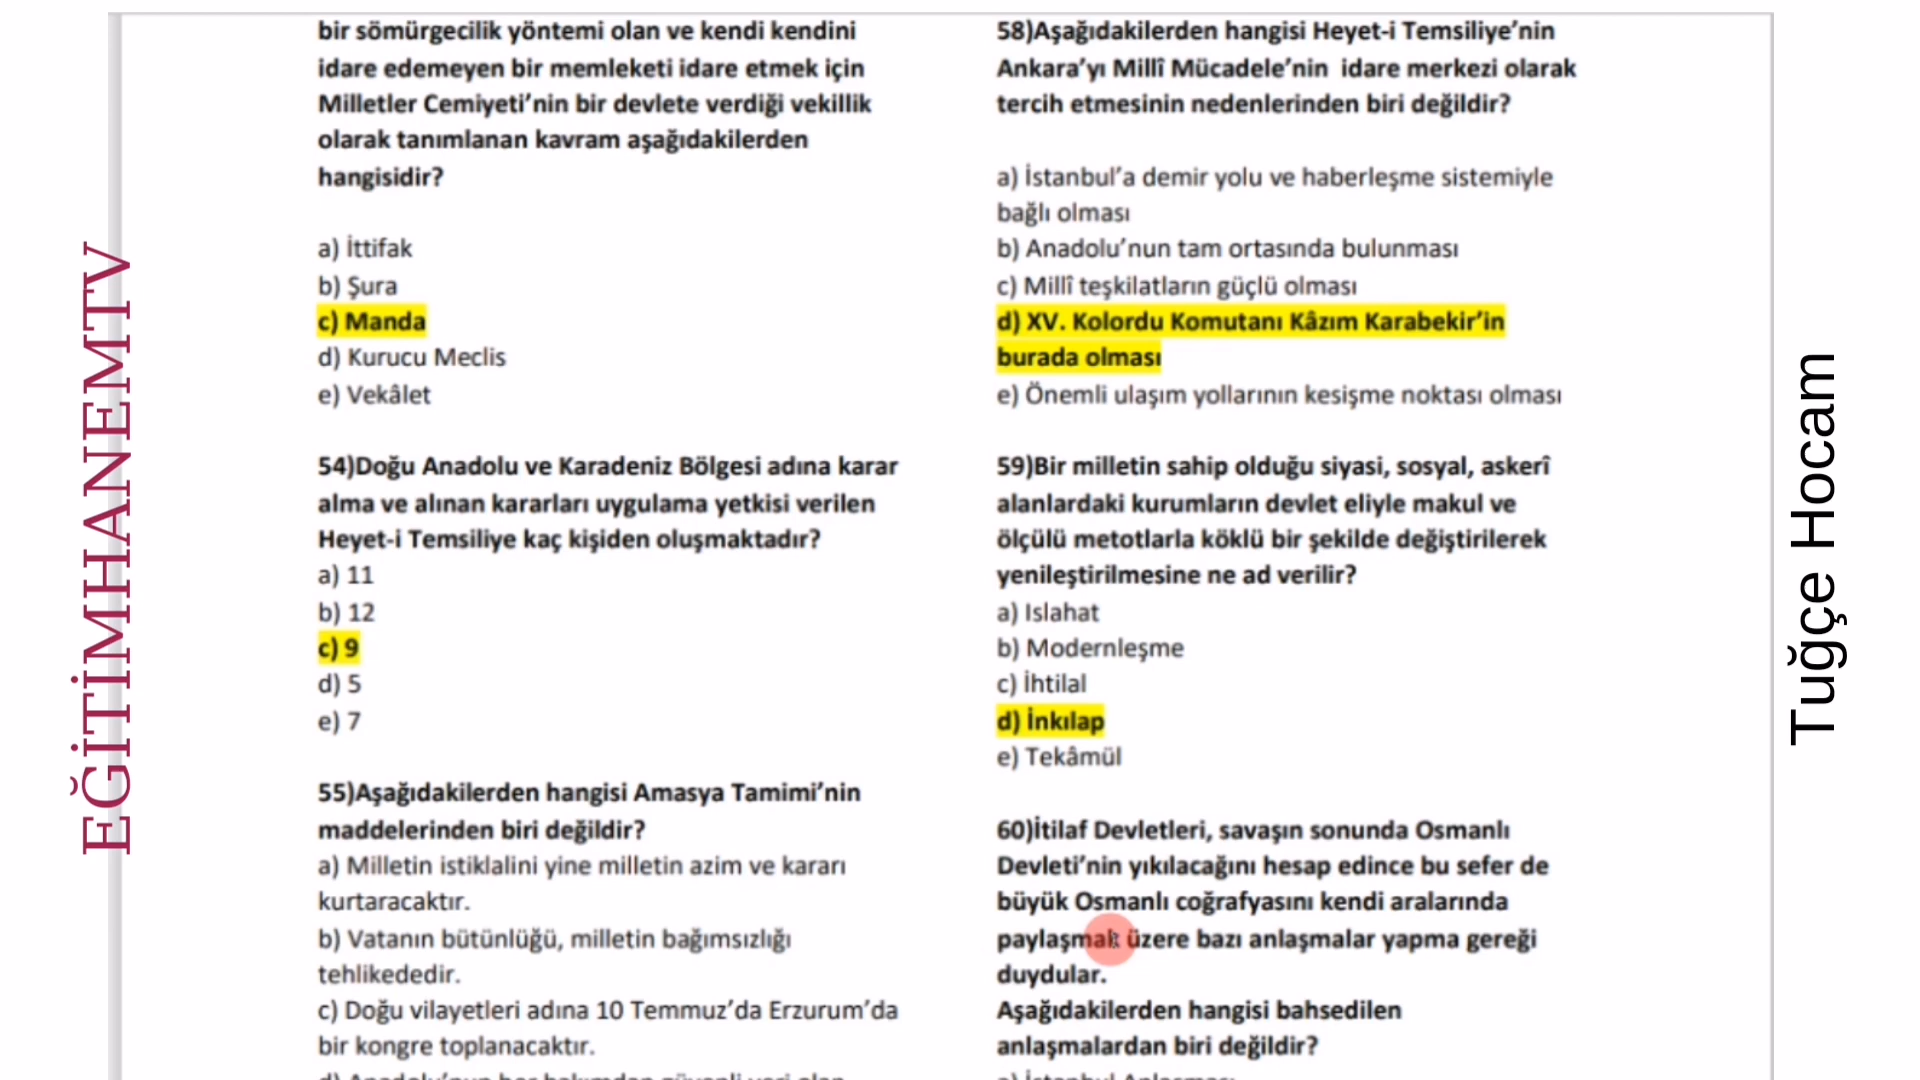 EĞİTİMHANEMTV
bir sömürgecilik yöntemi olan ve kendi kendini
idare edemeyen bir memleketi idare etmek için
Milletler Cemiyeti’nin bir devlete verdiği vekillik
olarak tanımlanan kavram aşağıdakilerden
hangisidir?
a) İttifak
b) Şura
c) Manda
d) Kurucu Meclis
e) Vekâlet
54)Doğu Anadolu ve Karadeniz Bölgesi adına karar
alma ve alınan kararları uygulama yetkisi verilen
Heyet-i Temsiliye kaç kişiden oluşmaktadır?
a) 11
b) 12
c) 9
d) 5
e) 7
55)Aşağıdakilerden hangisi Amasya Tamimi’nin
maddelerinden biri değildir?
a) Milletin istiklalini yine milletin azim ve kararı
kurtaracaktır.
b) Vatanın bütünlüğü, milletin bağımsızlığı
tehlikededir.
c) Doğu vilayetleri adına 10 Temmuz’da Erzurum’da
bir kongre toplanacaktır.
d) Anadolu’nun her bakımdan güvenli yeri olan
58)Aşağıdakilerden hangisi Heyet-i Temsiliye’nin
Ankara’yı Millî Mücadele’nin idare merkezi olarak
tercih etmesinin nedenlerinden biri değildir?
a) İstanbul’a demir yolu ve haberleşme sistemiyle
bağlı olması
b) Anadolu’nun tam ortasında bulunması
c) Millî teşkilatların güçlü olması
d) XV. Kolordu Komutanı Kâzım Karabekir’in
burada olması
e) Önemli ulaşım yollarının kesişme noktası olması
59)Bir milletin sahip olduğu siyasi, sosyal, askerî
alanlardaki kurumların devlet eliyle makul ve
ölçülü metotlarla köklü bir şekilde değiştirilerek
yenileştirilmesine ne ad verilir?
a) Islahat
b) Modernleşme
c) İhtilal
d) İnkılap
e) Tekâmül
60)İtilaf Devletleri, savaşın sonunda Osmanlı
Devleti’nin yıkılacağını hesap edince bu sefer de
büyük Osmanlı coğrafyasını kendi aralarında
paylaşmak üzere bazı anlaşmalar yapma gereği
duydular.
Aşağıdakilerden hangisi bahsedilen
anlaşmalardan biri değildir?
a) İstanbul Anlaşması
Tuğçe Hocam